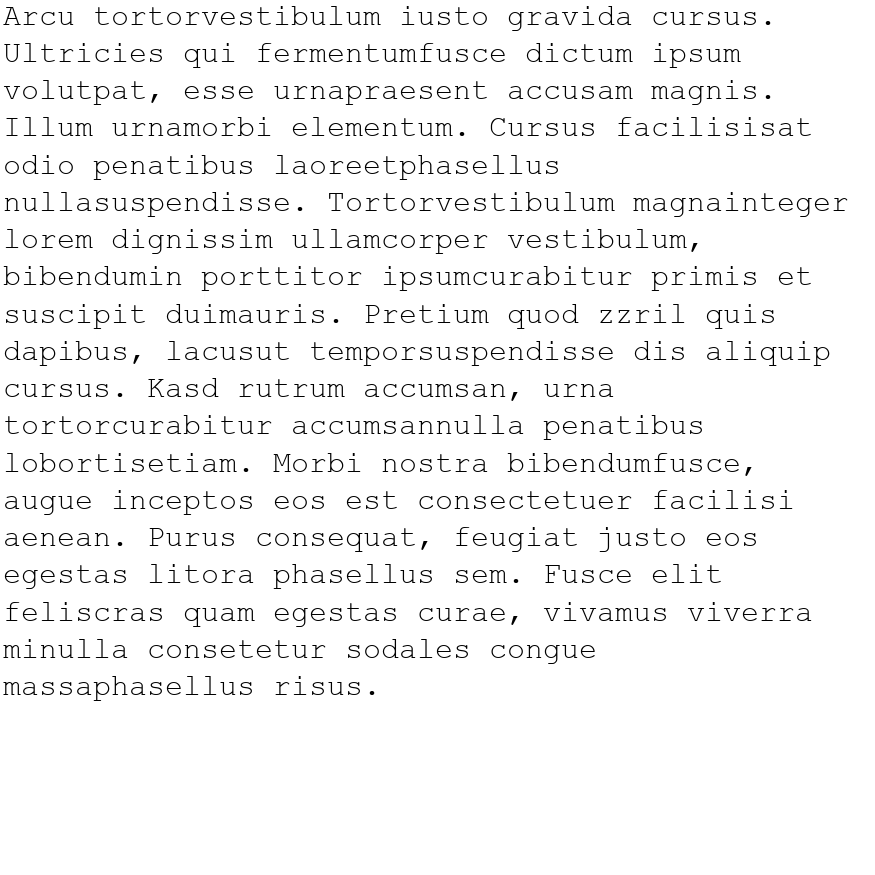 Arcu tortorvestibulum iusto gravida cursus.
Ultricies qui fermentumfusce dictum ipsum
volutpat, esse urnapraesent accusam magnis.
Illum urnamorbi elementum. Cursus facilisisat
odio penatibus laoreetphasellus
nullasuspendisse. Tortorvestibulum magnainteger
lorem dignissim ullamcorper vestibulum,
bibendumin porttitor ipsumcurabitur primis et
suscipit duimauris. Pretium quod zzril quis
dapibus, lacusut temporsuspendisse dis aliquip
cursus. Kasd rutrum accumsan, urna
tortorcurabitur accumsannulla penatibus
lobortisetiam. Morbi nostra bibendumfusce,
augue inceptos eos est consectetuer facilisi
aenean. Purus consequat, feugiat justo eos
egestas litora phasellus sem. Fusce elit
feliscras quam egestas curae, vivamus viverra
minulla consetetur sodales congue
massaphasellus risus.